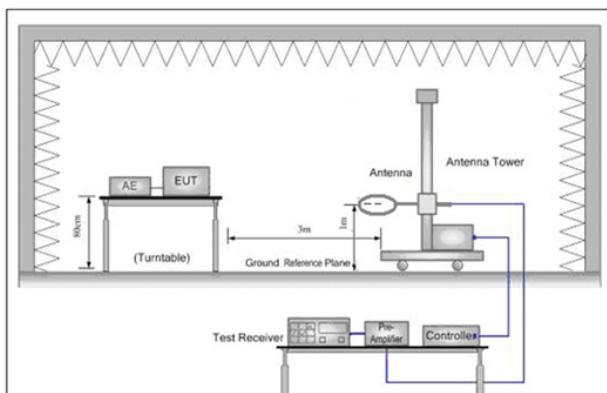 Antenna
Antenna Tower
AE
EUT
80cm
(Turntable)
3m
1m
Ground Reference Plane
Test Receiver
Pre-
Amplifier
Controller